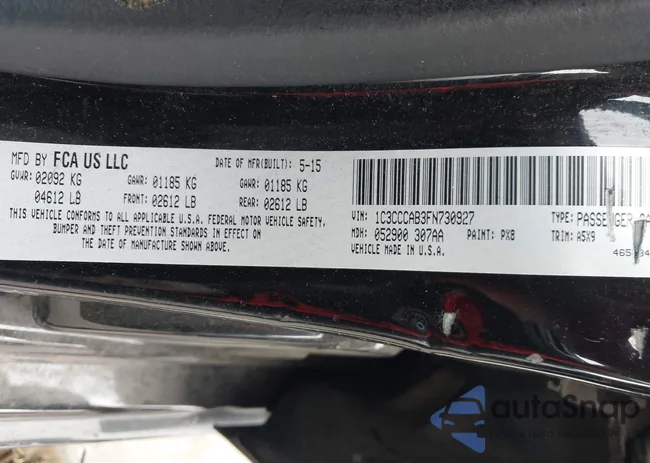 MFD BY FCA US LLC
DATE OF MFR(BUILT): 5-15
GVWR: 02092 KG
GAWR: 01185 KG
GAWR: 01185 KG
04612 LB
FRONT: 02612 LB
REAR: 02612 LB
THIS VEHICLE CONFORMS TO ALL APPLICABLE U.S.A. FEDERAL MOTOR VEHICLE SAFETY,
BUMPER AND THEFT PREVENTION STANDARDS IN EFFECT ON
THE DATE OF MANUFACTURE SHOWN ABOVE.
VIN: 1C3CCCAB3FN730927
TYPE: PASSENGER
MDH: 052900 307AA
PAINT: PX8
TRIM: A5X9
VEHICLE MADE IN U.S.A.
autoSnap